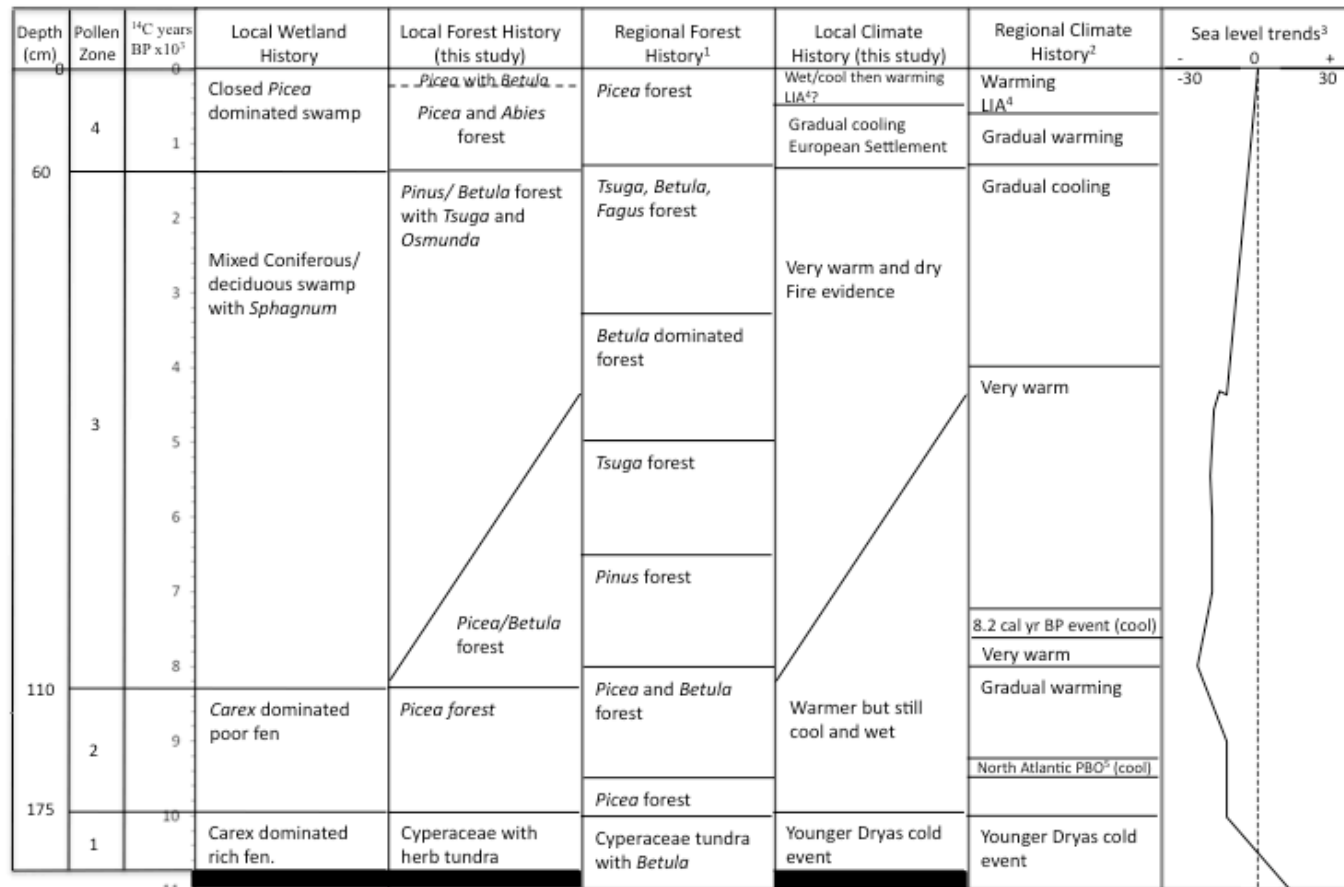 Depth
(cm)
Pollen
Zone
¹⁴C years
BP x10³
Local Wetland
History
Local Forest History
(this study)
Regional Forest
History¹
Local Climate
History (this study)
Regional Climate
History²
Sea level trends³
- 0 +
-30 30
0
60
110
175
4
3
2
1
0
1
2
3
4
5
6
7
8
9
10
Closed Picea
dominated swamp
Mixed Coniferous/
deciduous swamp
with Sphagnum
Carex dominated
poor fen
Carex dominated
rich fen.
Picea with Betula
Picea and Abies
forest
Pinus/ Betula forest
with Tsuga and
Osmunda
Picea/Betula
forest
Picea forest
Cyperaceae with
herb tundra
Picea forest
Tsuga, Betula,
Fagus forest
Betula dominated
forest
Tsuga forest
Pinus forest
Picea and Betula
forest
Picea forest
Cyperaceae tundra
with Betula
Wet/cool then warming
LIA⁴?
Gradual cooling
European Settlement
Very warm and dry
Fire evidence
Warmer but still
cool and wet
Younger Dryas cold
event
Warming
LIA⁴
Gradual warming
Gradual cooling
Very warm
8.2 cal yr BP event (cool)
Very warm
Gradual warming
North Atlantic PBO⁵ (cool)
Younger Dryas cold
event